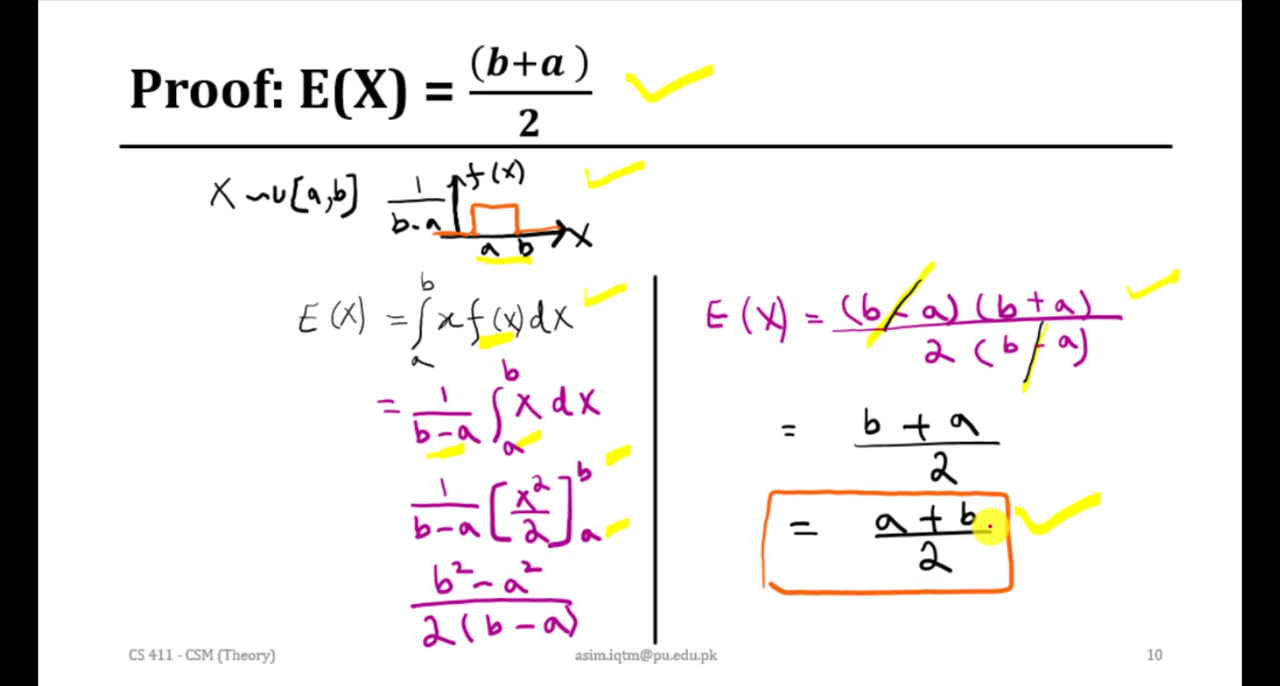 Proof: E(X) = (b+a)/2
X ~ U[a,b] 1/(b-a) f(x)
a b X
E(X) = ∫_a^b x f(x) dx
= 1/(b-a) ∫_a^b x dx
1/(b-a) [x²/2]_a^b
(b² - a²)/(2(b-a))
E(X) = (b-a)(b+a)/(2(b-a))
= (b+a)/2
= (a+b)/2
CS 411 - CSM (Theory) asim.iqtm@pu.edu.pk 10